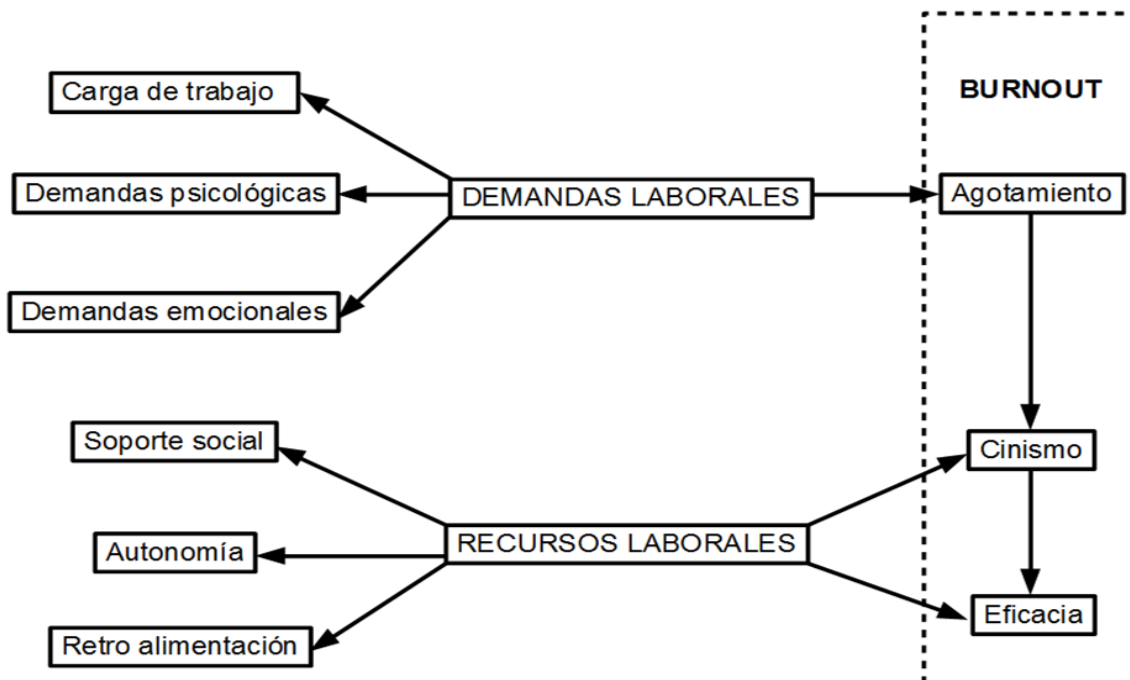 BURNOUT
Carga de trabajo
Demandas psicológicas
DEMANDAS LABORALES
Agotamiento
Demandas emocionales
Soporte social
Cinismo
Autonomía
RECURSOS LABORALES
Eficacia
Retro alimentación